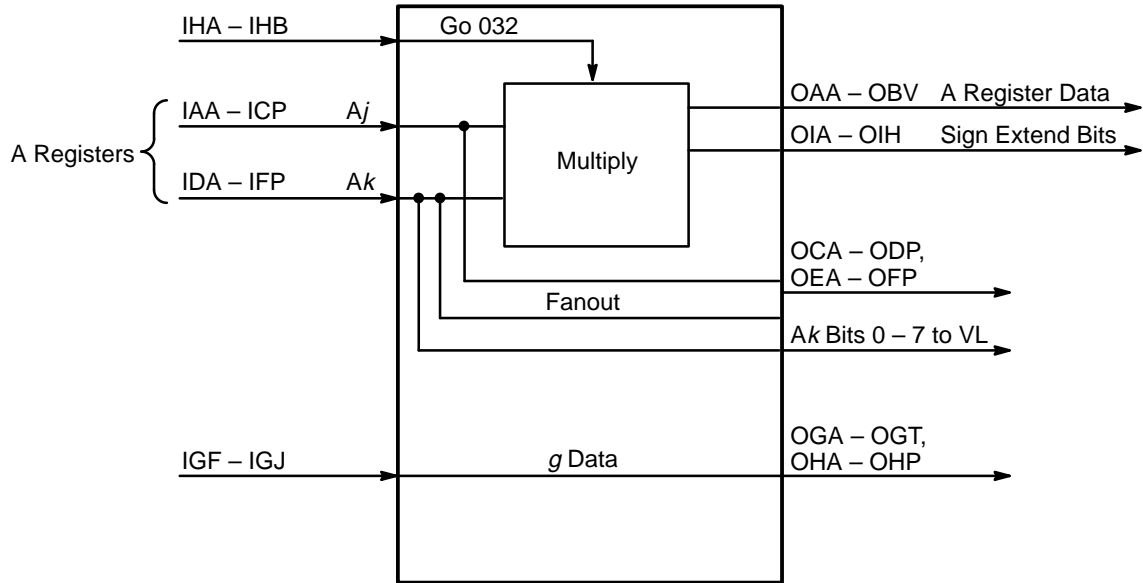 IHA – IHB
Go 032
IAA – ICP
Aj
A Registers
IDA – IFP
Ak
Multiply
OAA – OBV A Register Data
OIA – OIH Sign Extend Bits
OCA – ODP,
OEA – OFP
Fanout
Ak Bits 0 – 7 to VL
IGF – IGJ
g Data
OGA – OGT,
OHA – OHP